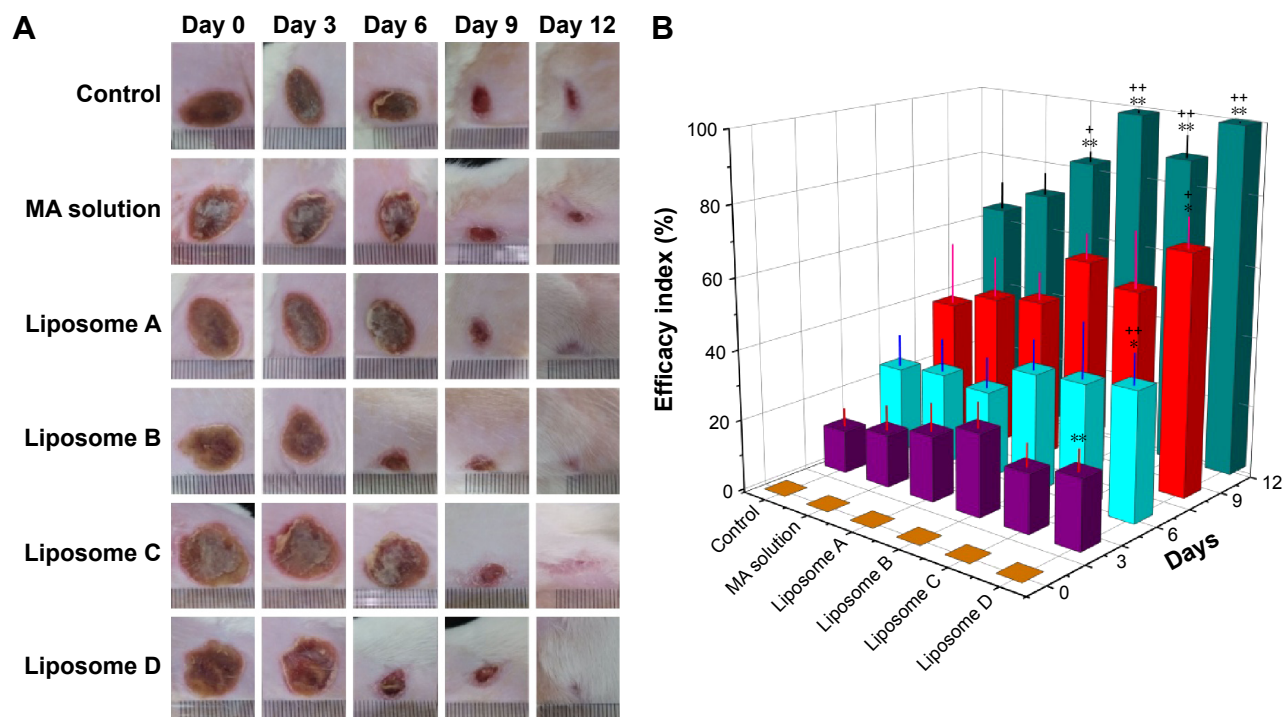 A
Day 0 Day 3 Day 6 Day 9 Day 12
Control
MA solution
Liposome A
Liposome B
Liposome C
Liposome D
B
Efficacy index (%)
100
80
60
40
20
0
++
**
++
**
++
**
+
**
+
*
++
*
**
Control
MA solution
Liposome A
Liposome B
Liposome C
Liposome D
0
3
6
9
12
Days